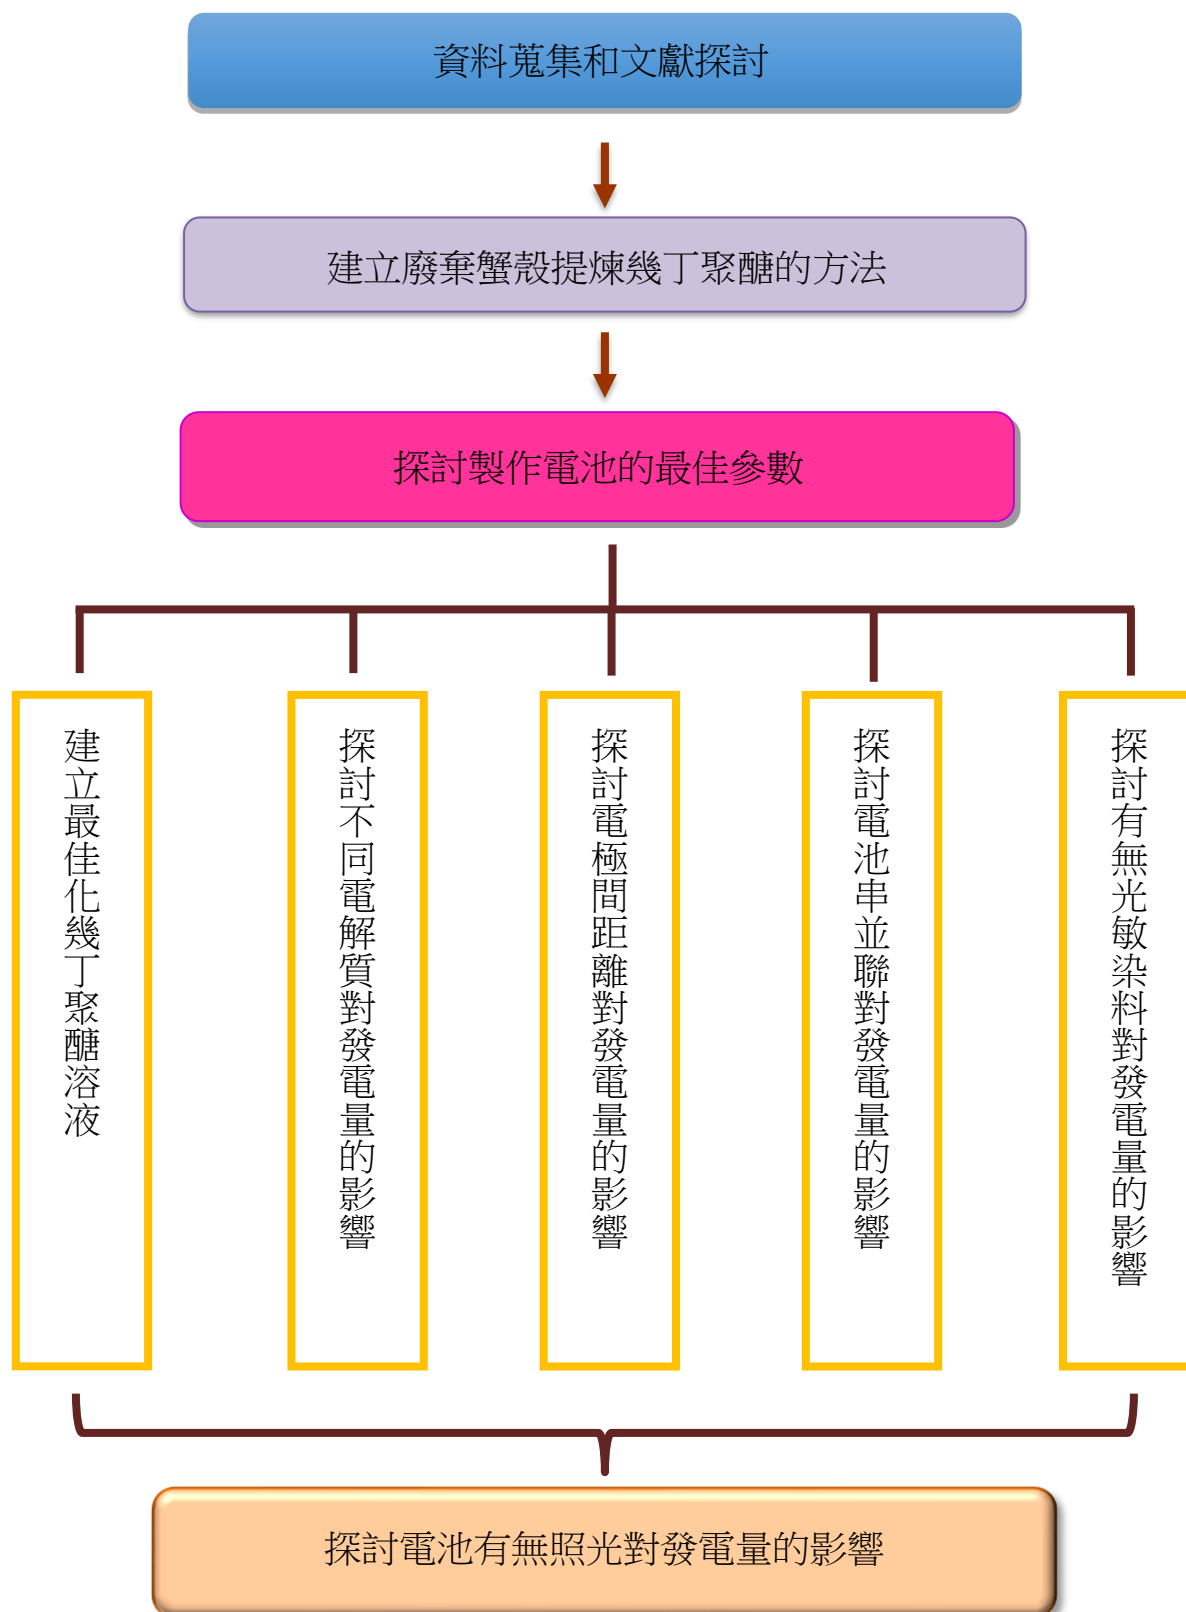 資料蒐集和文獻探討
建立廢棄蟹殼提煉幾丁聚醣的方法
探討製作電池的最佳參數
建立最佳化幾丁聚醣溶液
探討不同電解質對發電量的影響
探討電極間距離對發電量的影響
探討電池串並聯對發電量的影響
探討有無光敏染料對發電量的影響
探討電池有無照光對發電量的影響